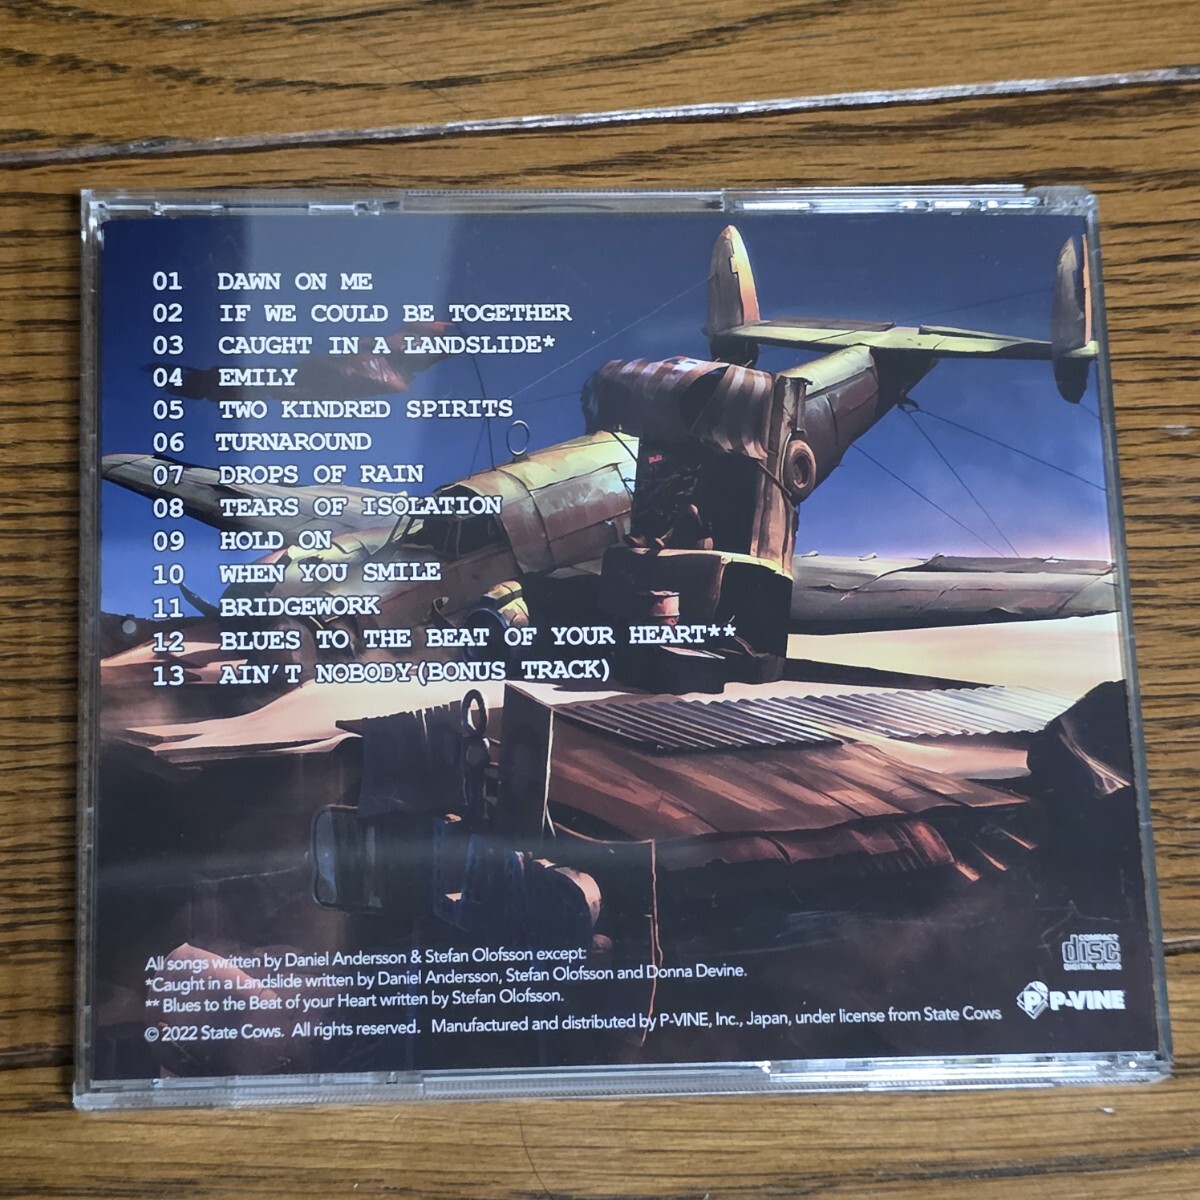 01 DAWN ON ME
02 IF WE COULD BE TOGETHER
03 CAUGHT IN A LANDSLIDE*
04 EMILY
05 TWO KINDRED SPIRITS
06 TURNAROUND
07 DROPS OF RAIN
08 TEARS OF ISOLATION
09 HOLD ON
10 WHEN YOU SMILE
11 BRIDGEWORK
12 BLUES TO THE BEAT OF YOUR HEART**
13 AIN'T NOBODY(BONUS TRACK)
All songs written by Daniel Andersson & Stefan Olofsson except:
*Caught in a Landslide written by Daniel Andersson, Stefan Olofsson and Donna Devine.
** Blues to the Beat of your Heart written by Stefan Olofsson.
© 2022 State Cows. All rights reserved. Manufactured and distributed by P-VINE, Inc., Japan, under license from State Cows
COMPACT
disc
DIGITAL AUDIO
P-VINE